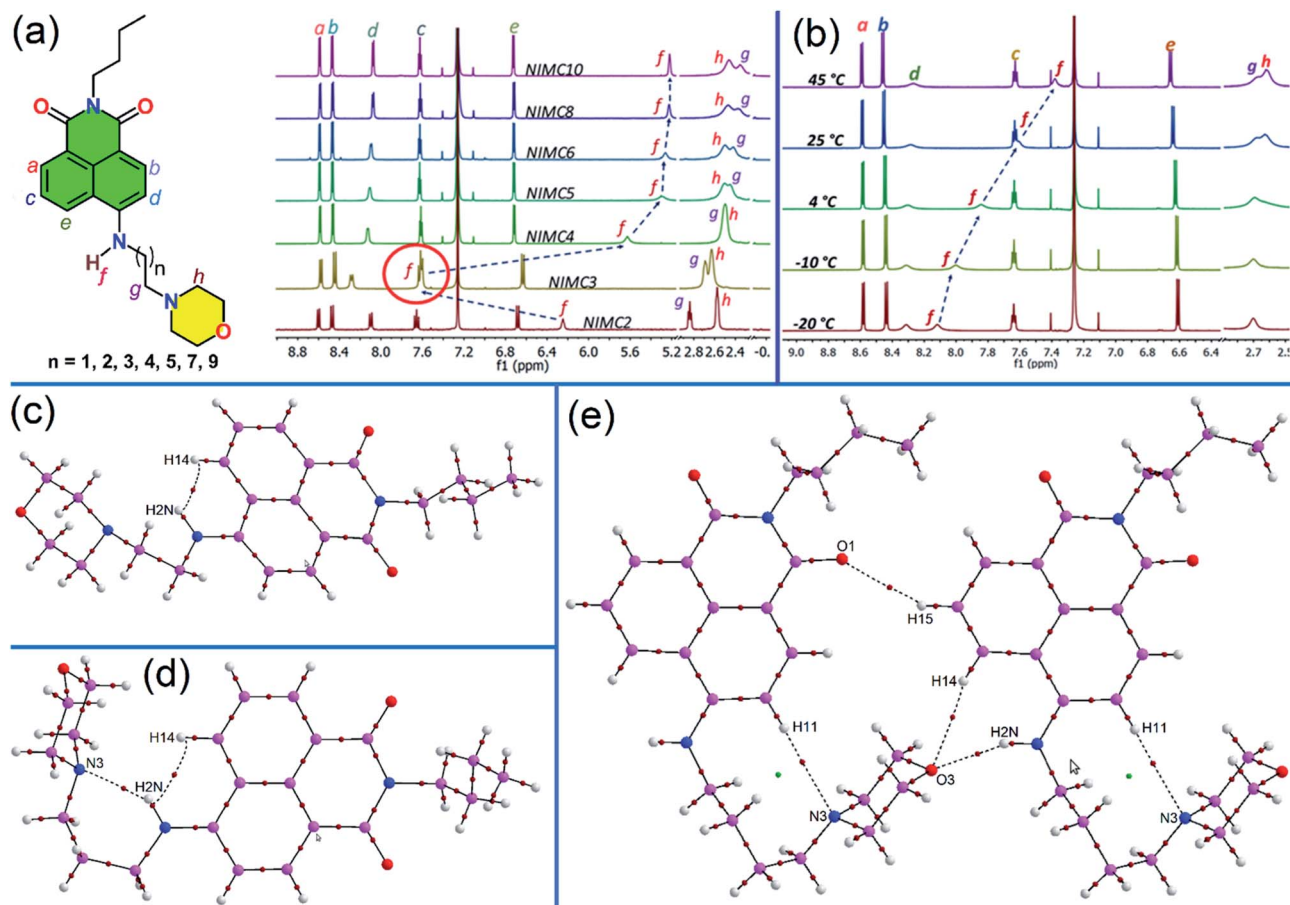 (a)
O N O
a b
c d
e
N
H f
n
g h
N
O
n = 1, 2, 3, 4, 5, 7, 9
a b d c e
f h g
NIMC10
f h g
NIMC8
f h g
NIMC6
f h g
NIMC5
f g h
NIMC4
f g h
NIMC3
f g h
NIMC2
8.8 8.4 8.0 7.6 7.2 6.8 6.4 6.0 5.6 5.2 2.6 2.4 -0.
f1 (ppm)
(b)
a b d c f e g h
45 °C
f
25 °C
f
4 °C
f
-10 °C
f
-20 °C
9.0 8.8 8.6 8.4 8.2 8.0 7.8 7.6 7.4 7.2 7.0 6.8 6.6 6.4 2.7 2.5
f1 (ppm)
(c)
H14
H2N
(d)
H14
N3
H2N
(e)
O1
H15
H14
H11
H2N
H11
O3
N3
N3